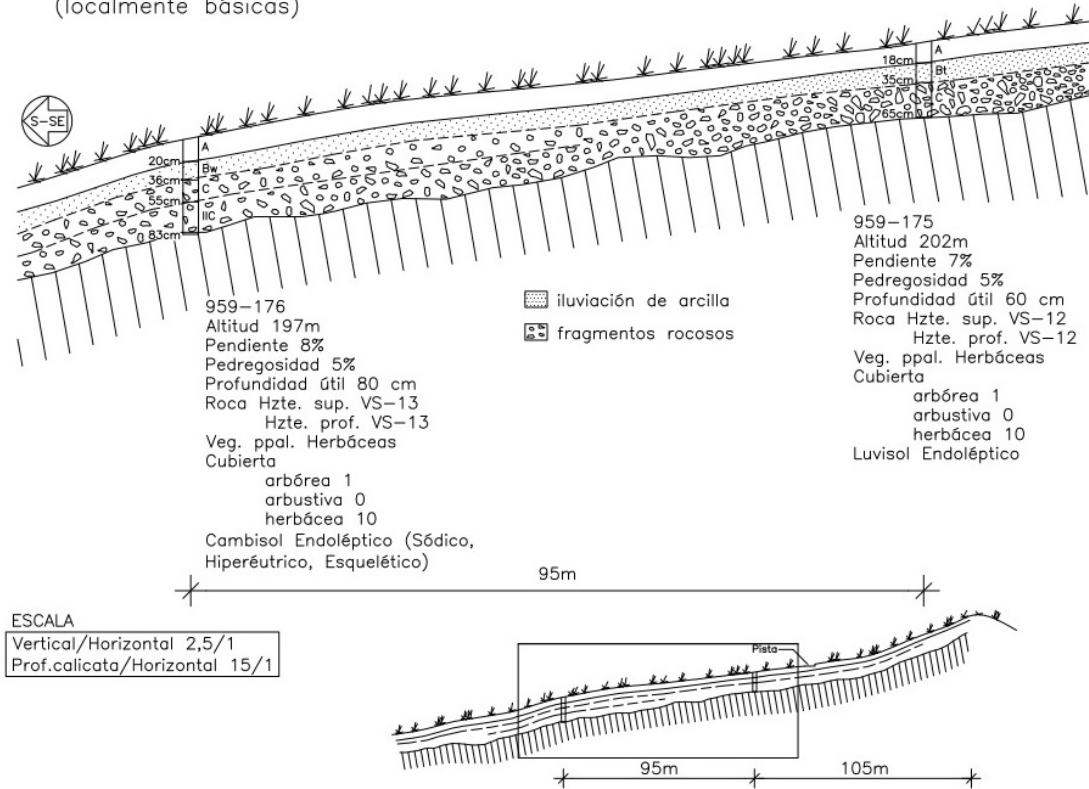 (localmente básicas)
S-SE
20cm
36cm
55cm
83cm
A
Bw
C
IIC
18cm
35cm
65cm
A
Bt
959-176
Altitud 197m
Pendiente 8%
Pedregosidad 5%
Profundidad útil 80 cm
Roca Hzte. sup. VS-13
Hzte. prof. VS-13
Veg. ppal. Herbáceas
Cubierta
arbórea 1
arbustiva 0
herbácea 10
Cambisol Endoléptico (Sódico,
Hiperéutrico, Esquelético)
iluviación de arcilla
fragmentos rocosos
959-175
Altitud 202m
Pendiente 7%
Pedregosidad 5%
Profundidad útil 60 cm
Roca Hzte. sup. VS-12
Hzte. prof. VS-12
Veg. ppal. Herbáceas
Cubierta
arbórea 1
arbustiva 0
herbácea 10
Luvisol Endoléptico
95m
ESCALA
Vertical/Horizontal 2,5/1
Prof.calicata/Horizontal 15/1
Pista
95m
105m